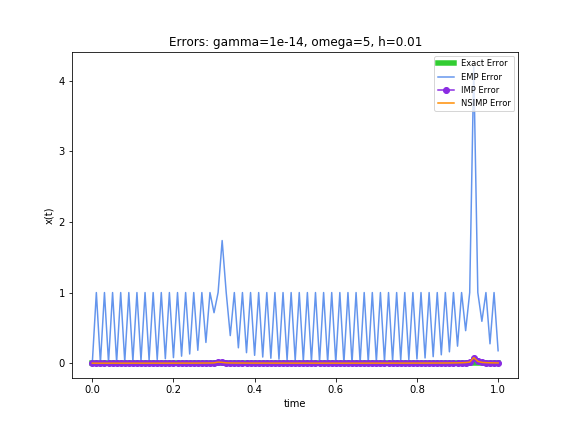 Errors: gamma=1e-14, omega=5, h=0.01
Exact Error
EMP Error
IMP Error
NSIMP Error
4
3
2
1
0
x(t)
0.0 0.2 0.4 0.6 0.8 1.0
time